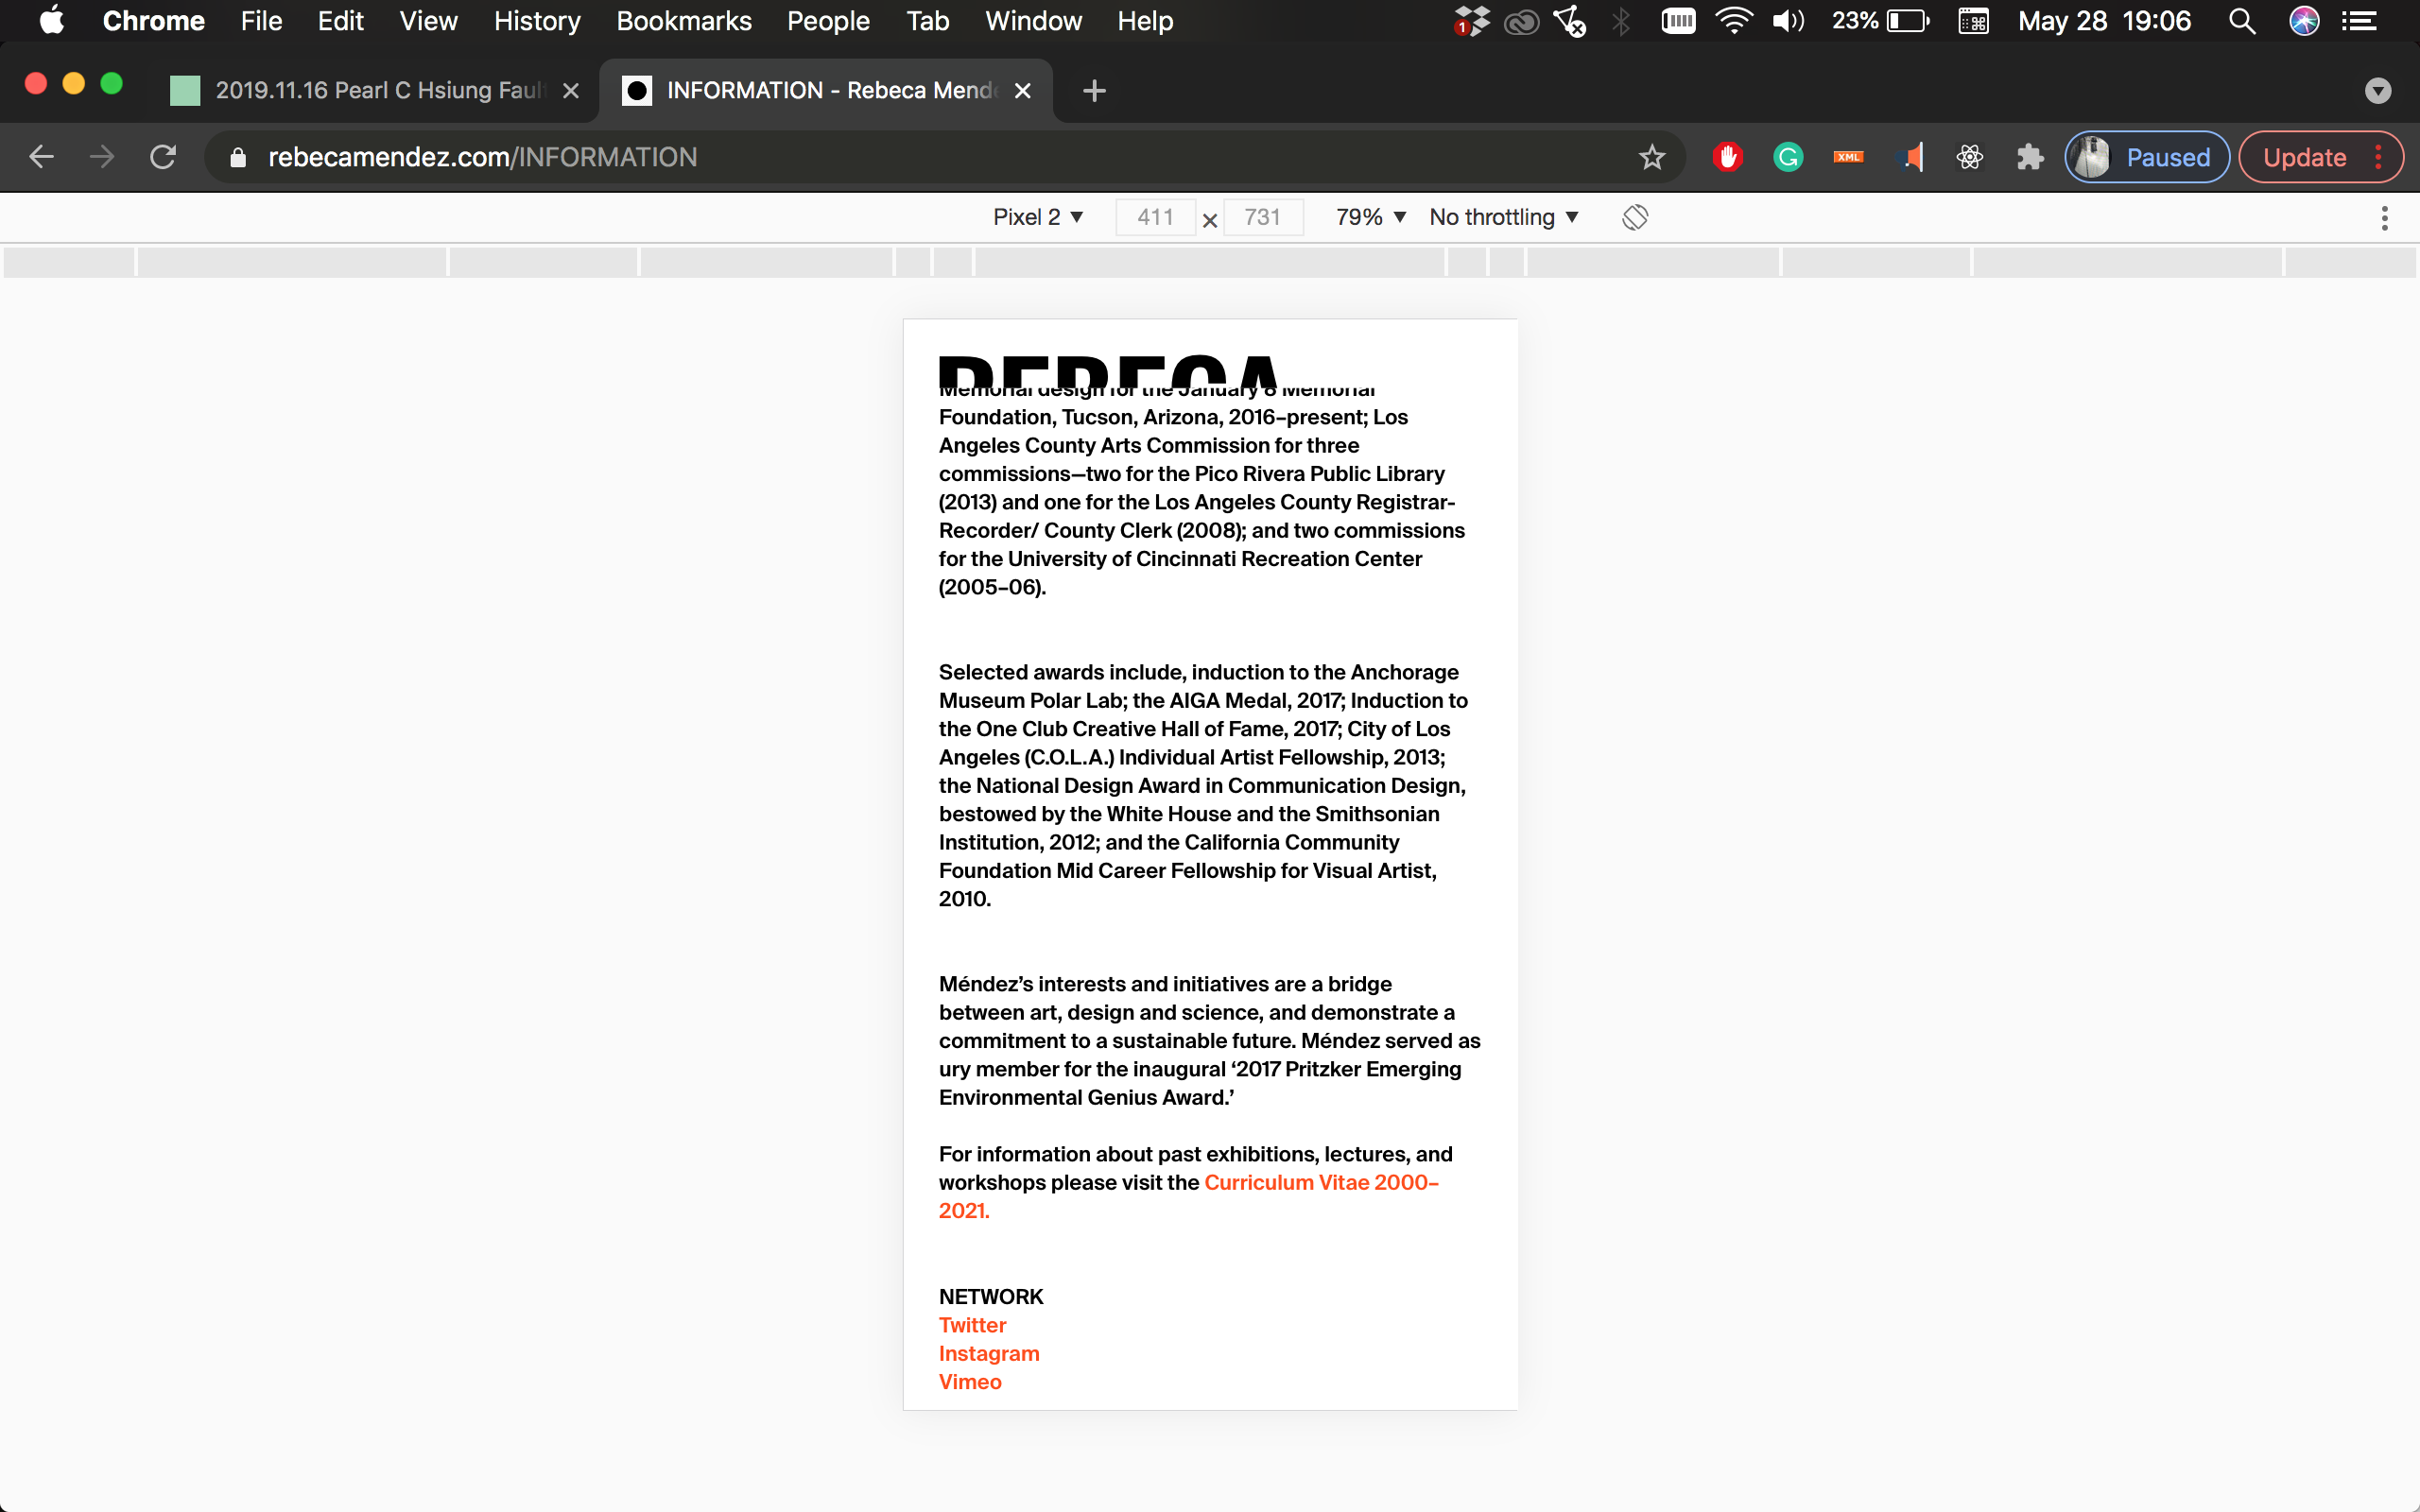 Chrome File Edit View History Bookmarks People Tab Window Help 1 23% May 28 19:06
2019.11.16 Pearl C Hsiung Faul INFORMATION - Rebeca Mend
rebecamendez.com/INFORMATION XML Paused Update
Pixel 2 411 × 731 79% No throttling
REBECA
Memorial design for the January 8 Memorial
Foundation, Tucson, Arizona, 2016–present; Los
Angeles County Arts Commission for three
commissions—two for the Pico Rivera Public Library
(2013) and one for the Los Angeles County Registrar-
Recorder/ County Clerk (2008); and two commissions
for the University of Cincinnati Recreation Center
(2005–06).
Selected awards include, induction to the Anchorage
Museum Polar Lab; the AIGA Medal, 2017; Induction to
the One Club Creative Hall of Fame, 2017; City of Los
Angeles (C.O.L.A.) Individual Artist Fellowship, 2013;
the National Design Award in Communication Design,
bestowed by the White House and the Smithsonian
Institution, 2012; and the California Community
Foundation Mid Career Fellowship for Visual Artist,
2010.
Méndez’s interests and initiatives are a bridge
between art, design and science, and demonstrate a
commitment to a sustainable future. Méndez served as
ury member for the inaugural ‘2017 Pritzker Emerging
Environmental Genius Award.’
For information about past exhibitions, lectures, and
workshops please visit the Curriculum Vitae 2000–
2021.
NETWORK
Twitter
Instagram
Vimeo